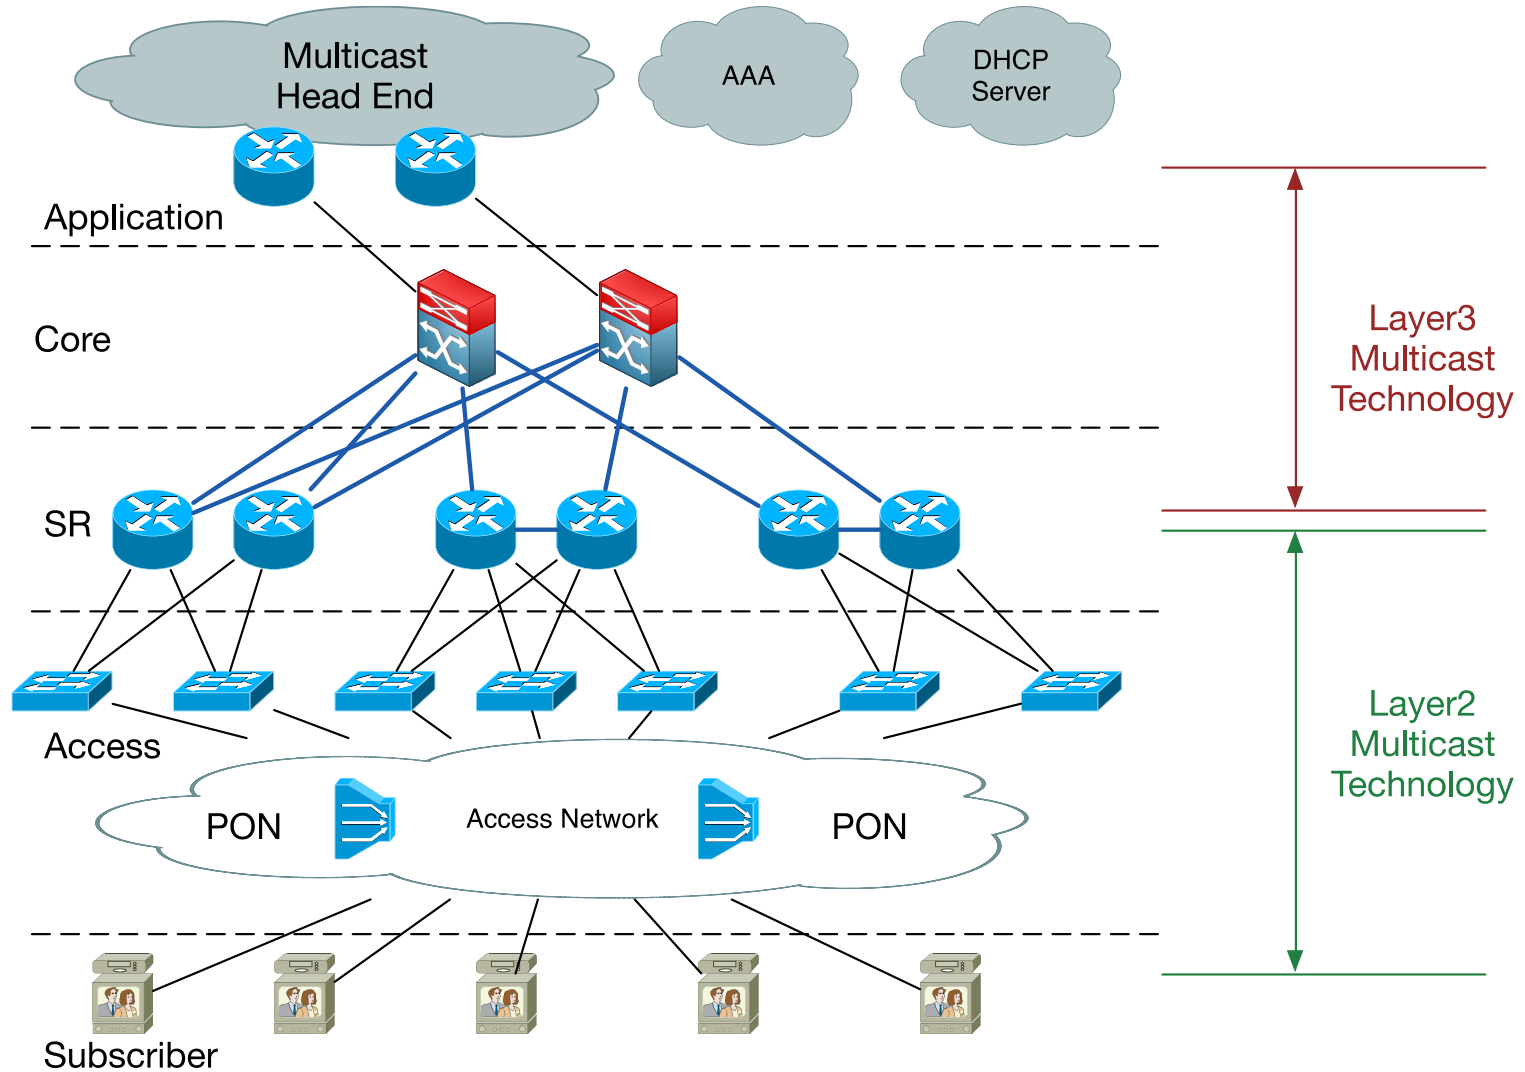 Multicast
Head End
AAA
DHCP
Server
Application
Core
Layer3
Multicast
Technology
SR
Layer2
Multicast
Technology
Access
PON
Access Network
PON
Subscriber